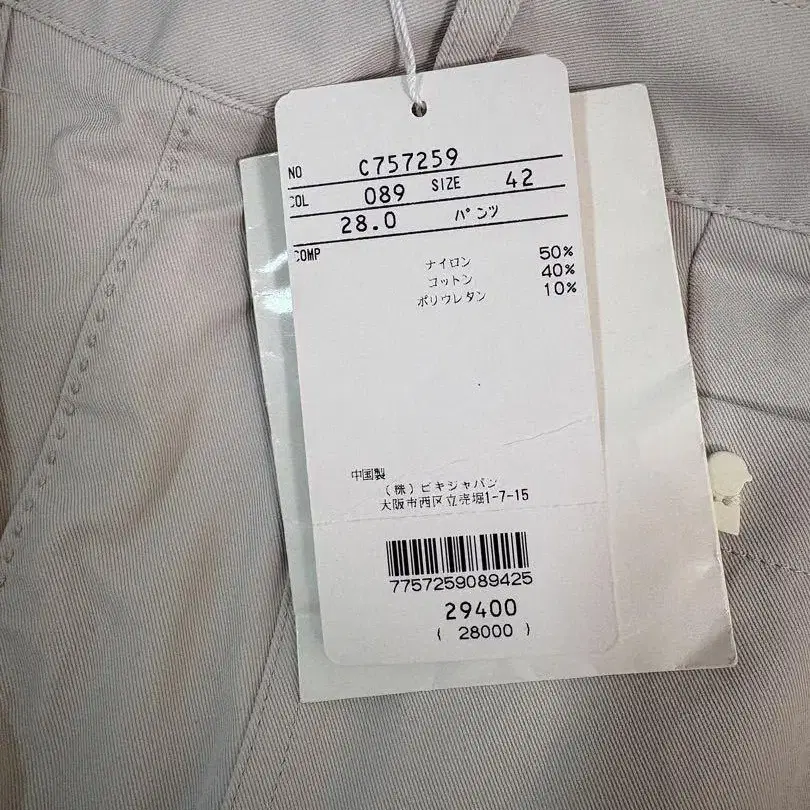 NO C757259
COL 089 SIZE 42
28.0 パンツ
COMP
ナイロン 50%
コットン 40%
ポリウレタン 10%
中国製
(株)ピキジャパン
大阪市西区立売堀1-7-15
7757259089425
29400
( 28000 )